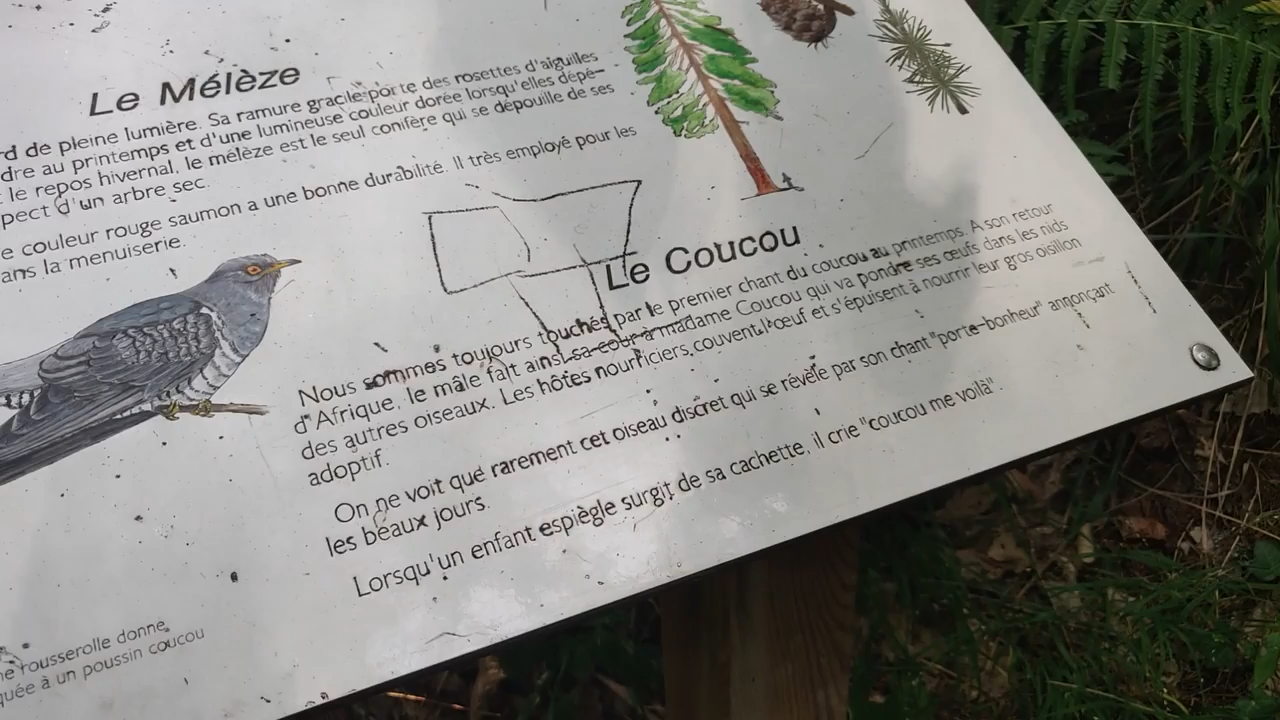 Le Mélèze
rd de pleine lumière. Sa ramure gracile porte des rosettes d'aiguilles
dre au printemps et d'une lumineuse couleur dorée lorsqu'elles dépé-
le repos hivernal, le mélèze est le seul conifère qui se dépouille de ses
pect d'un arbre sec.
e couleur rouge saumon a une bonne durabilité. Il très employé pour les
ans la menuiserie.
Le Coucou
Nous sommes toujours touchés par le premier chant du coucou au printemps. A son retour
d'Afrique, le mâle fait ainsi sa cour à madame Coucou qui va pondre ses œufs dans les nids
des autres oiseaux. Les hôtes nourriciers couvent l'œuf et s'épuisent à nourrir leur gros oisillon
adoptif.
On ne voit que rarement cet oiseau discret qui se révèle par son chant "porte-bonheur" annonçant
les beaux jours.
Lorsqu'un enfant espiègle surgit de sa cachette, il crie "coucou me voilà".
ne rousserolle donne
quée à un poussin coucou